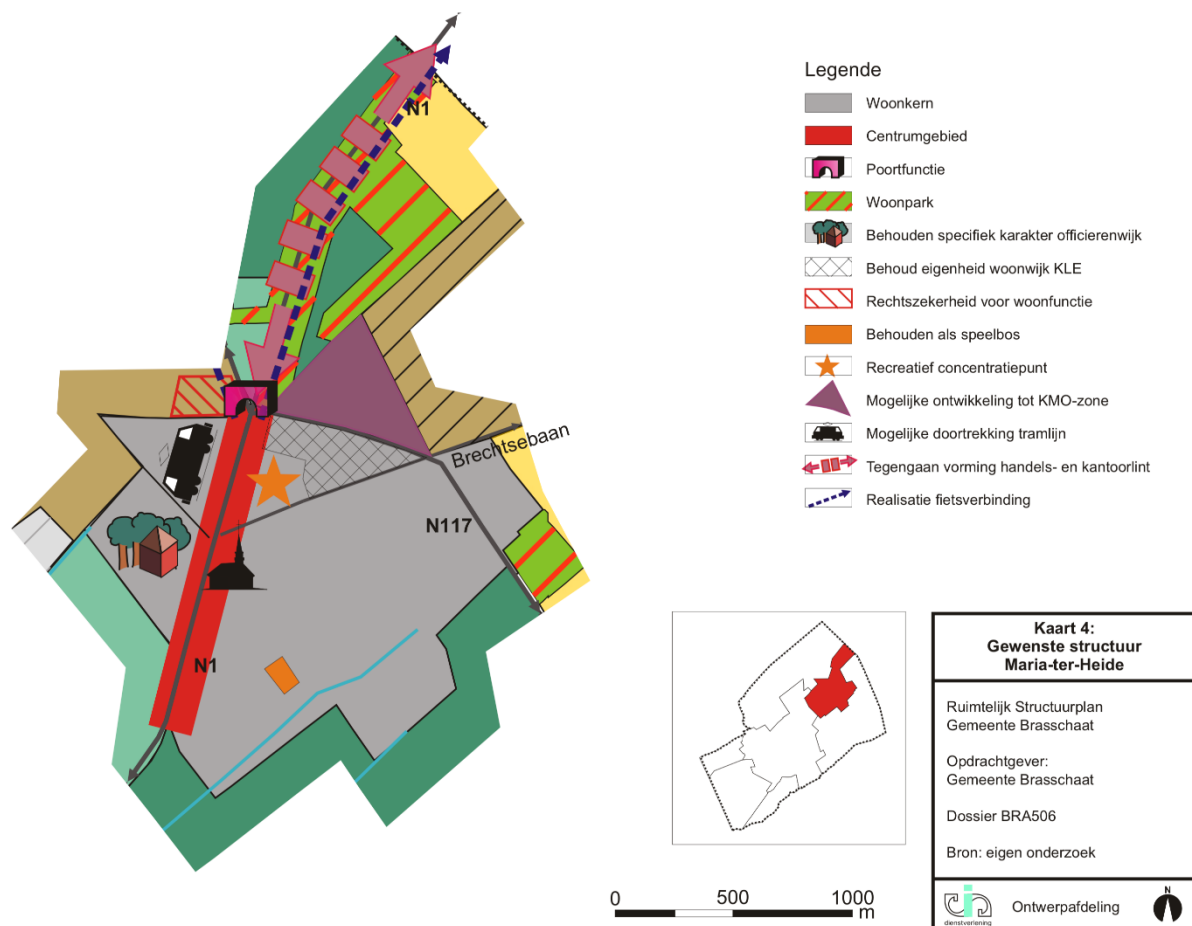 N1
Brechtsebaan
N117
N1
Legende
Woonkern
Centrumgebied
Poortfunctie
Woonpark
Behouden specifiek karakter officierenwijk
Behoud eigenheid woonwijk KLE
Rechtszekerheid voor woonfunctie
Behouden als speelbos
Recreatief concentratiepunt
Mogelijke ontwikkeling tot KMO-zone
Mogelijke doortrekking tramlijn
Tegengaan vorming handels- en kantoorlint
Realisatie fietsverbinding
0 500 1000
m
Kaart 4:
Gewenste structuur
Maria-ter-Heide
Ruimtelijk Structuurplan
Gemeente Brasschaat
Opdrachtgever:
Gemeente Brasschaat
Dossier BRA506
Bron: eigen onderzoek
dienstverlening
Ontwerpafdeling
N